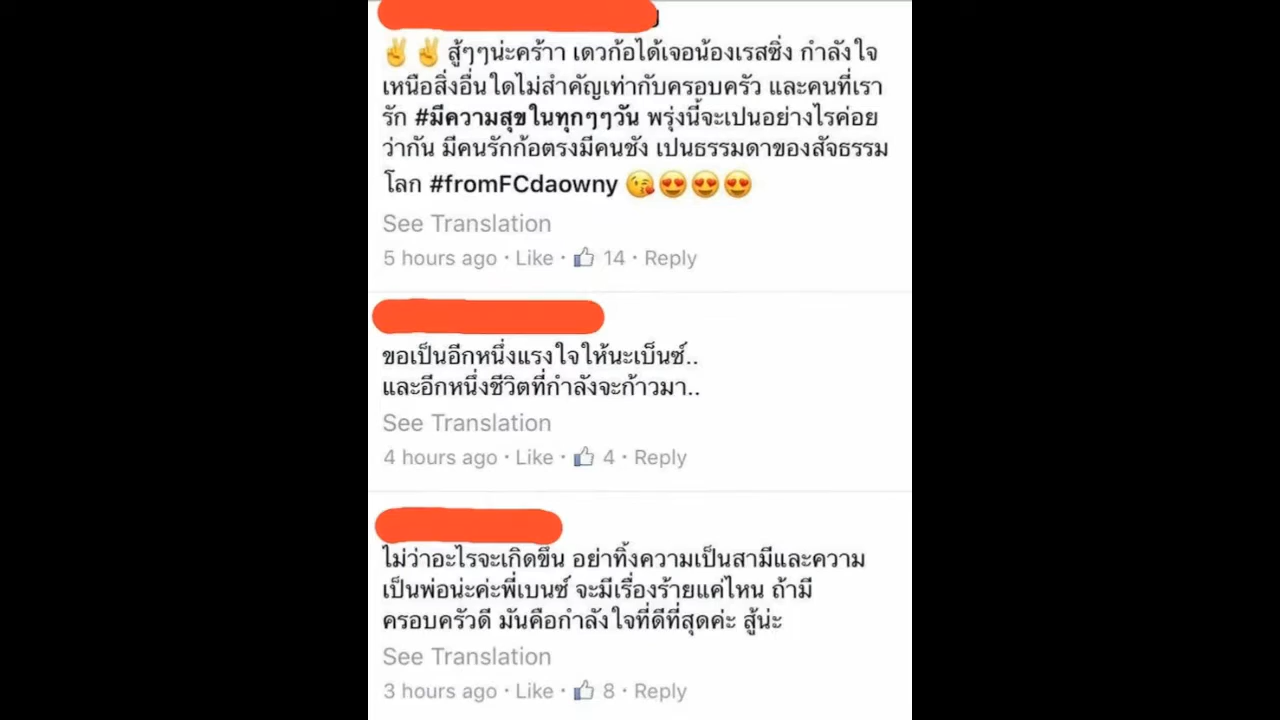 ✌️ ✌️ สู้ๆๆน่ะคร้าา เดวก้อได้เจอน้องเรสซิ่ง กำลังใจ
เหนือสิ่งอื่นใดไม่สำคัญเท่ากับครอบครัว และคนที่เรา
รัก #มีความสุขในทุกๆๆวัน พรุ่งนี้จะเปนอย่างไรค่อย
ว่ากัน มีคนรักก้อตรงมีคนชัง เปนธรรมดาของสัจธรรม
โลก #fromFCdaowny 😘😍😍😍
See Translation
5 hours ago · Like · 👍 14 · Reply
ขอเป็นอีกหนึ่งแรงใจให้นะเบ็นซ์..
และอีกหนึ่งชีวิตที่กำลังจะก้าวมา..
See Translation
4 hours ago · Like · 👍 4 · Reply
ไม่ว่าอะไรจะเกิดขึน อย่าทิ้งความเป็นสามีและความ
เป็นพ่อน่ะค่ะพี่เบนซ์ จะมีเรื่องร้ายแค่ไหน ถ้ามี
ครอบครัวดี มันคือกำลังใจที่ดีที่สุดค่ะ สู้น่ะ
See Translation
3 hours ago · Like · 👍 8 · Reply